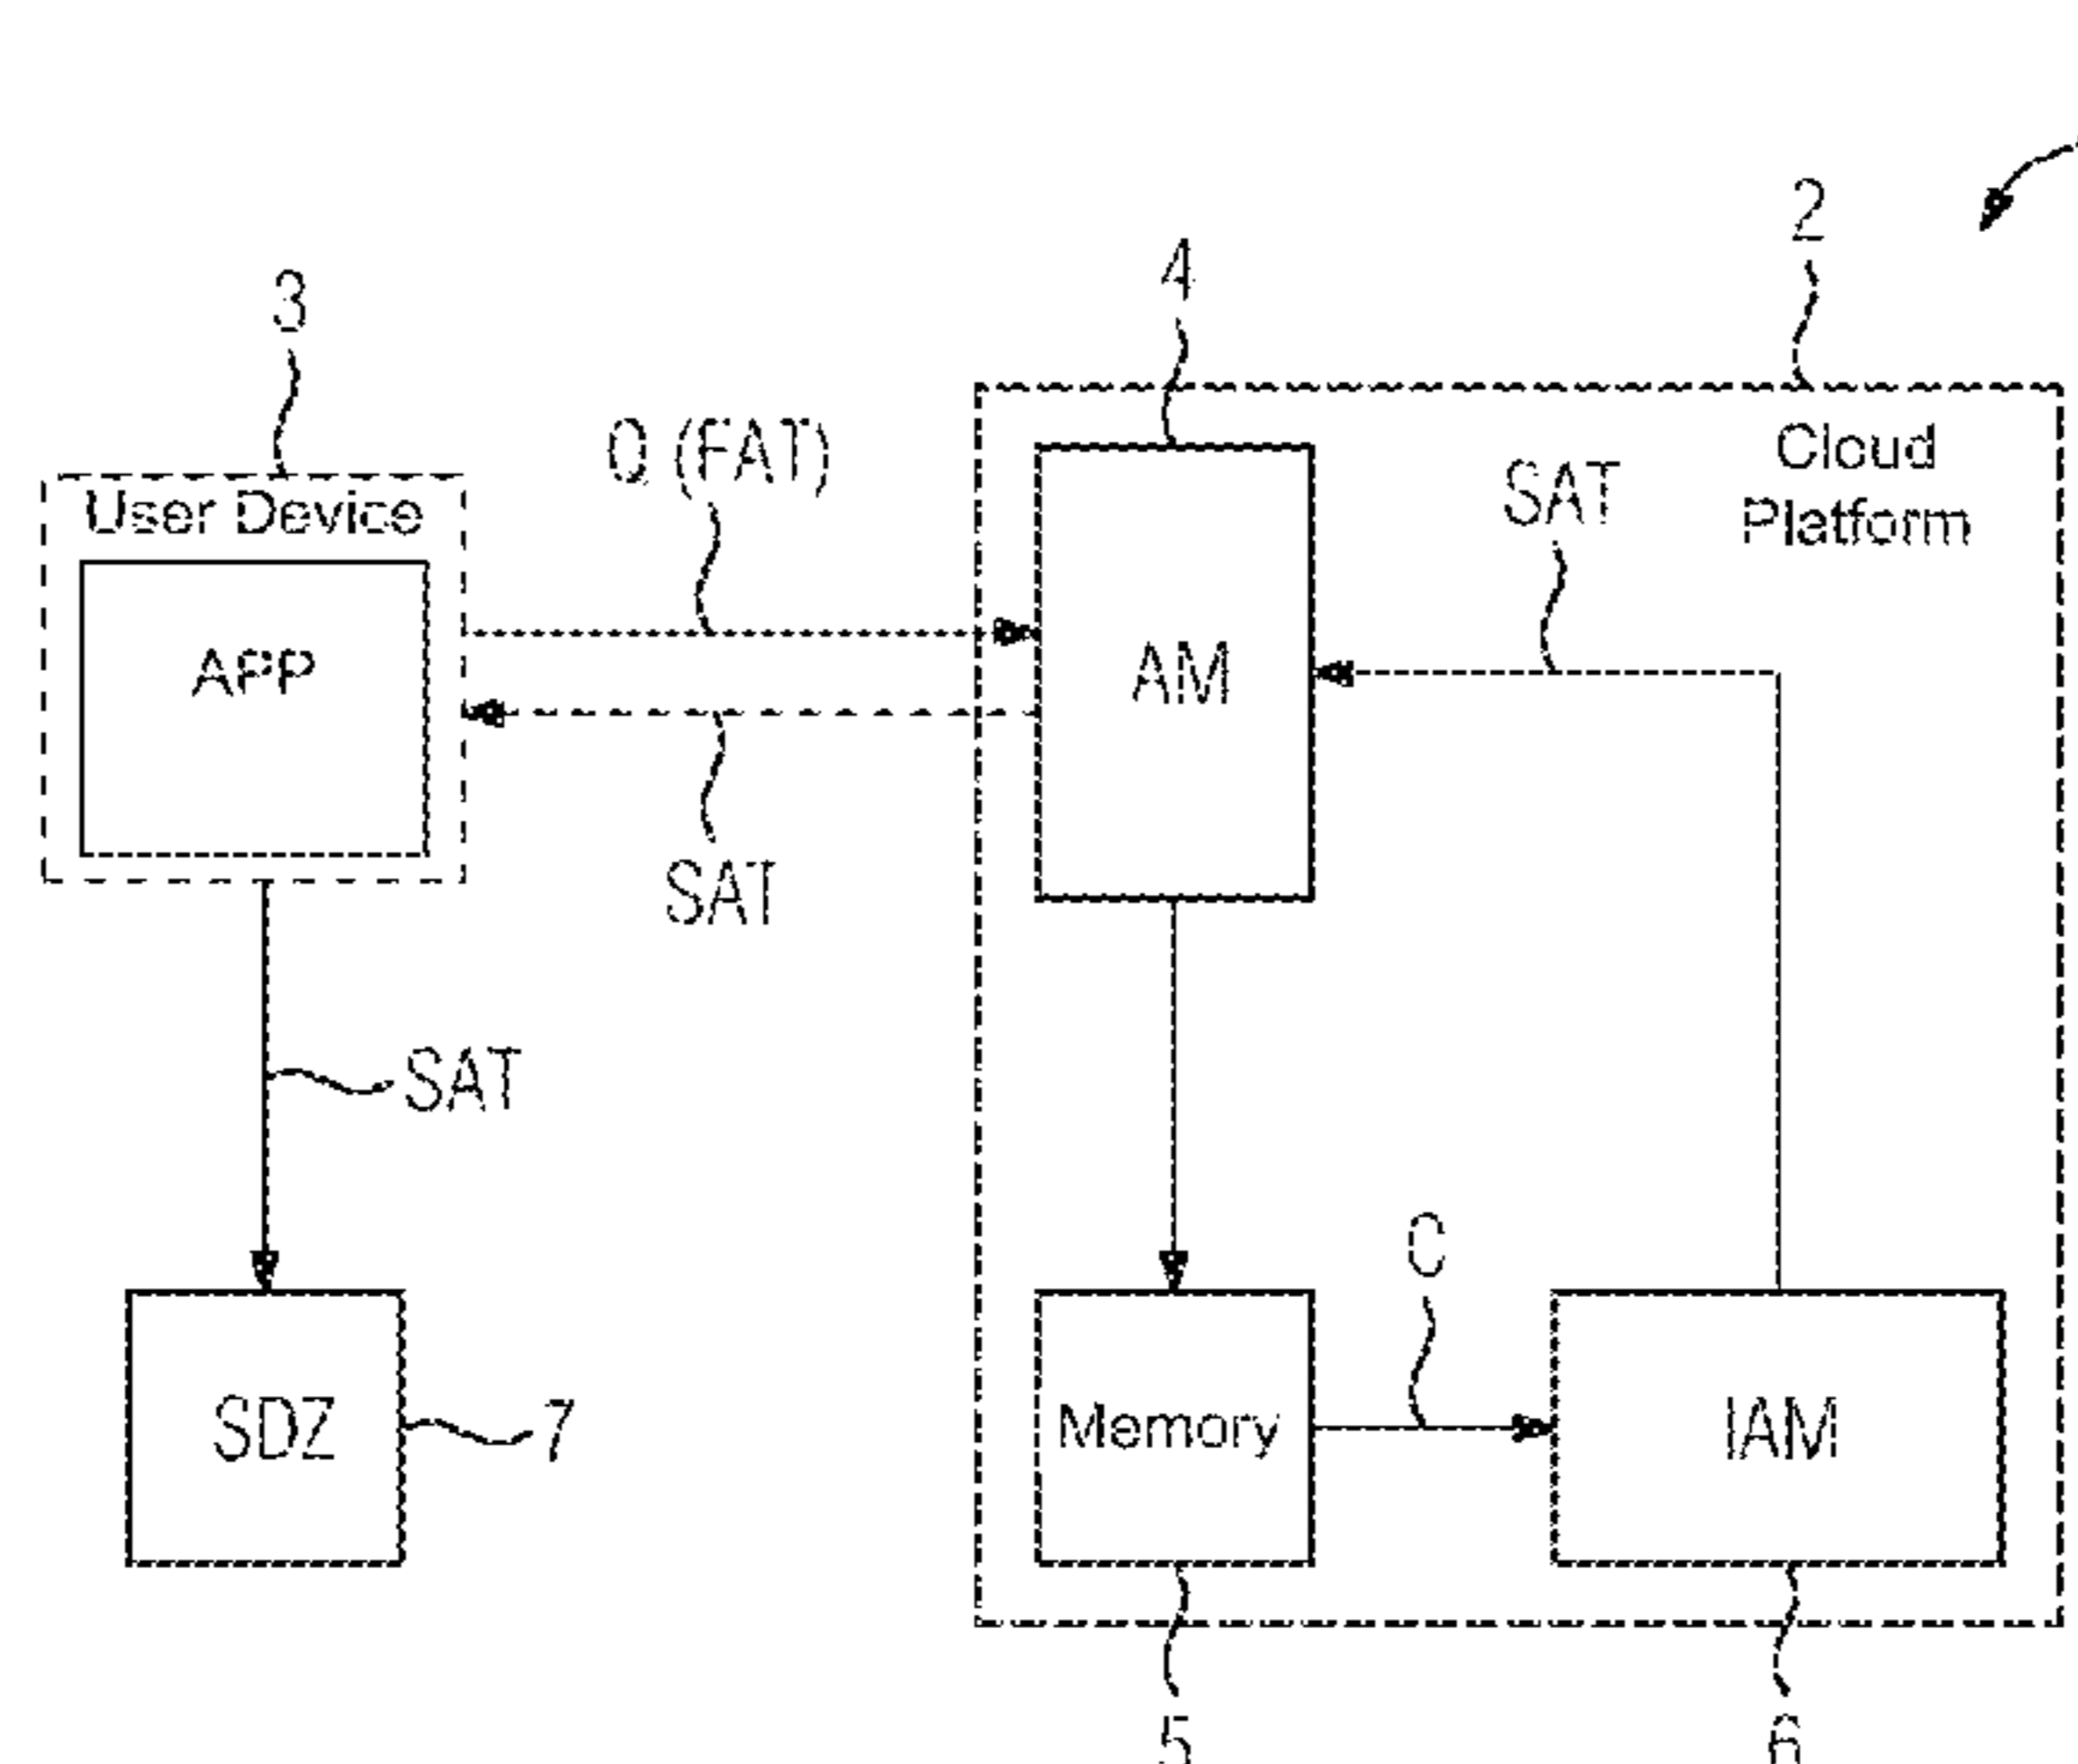 2
4
3
Cloud
Platform
Q (FAT)
SAT
User Device
APP
AM
SAT
SAT
C
SDZ
7
Memory
IAM
5
6